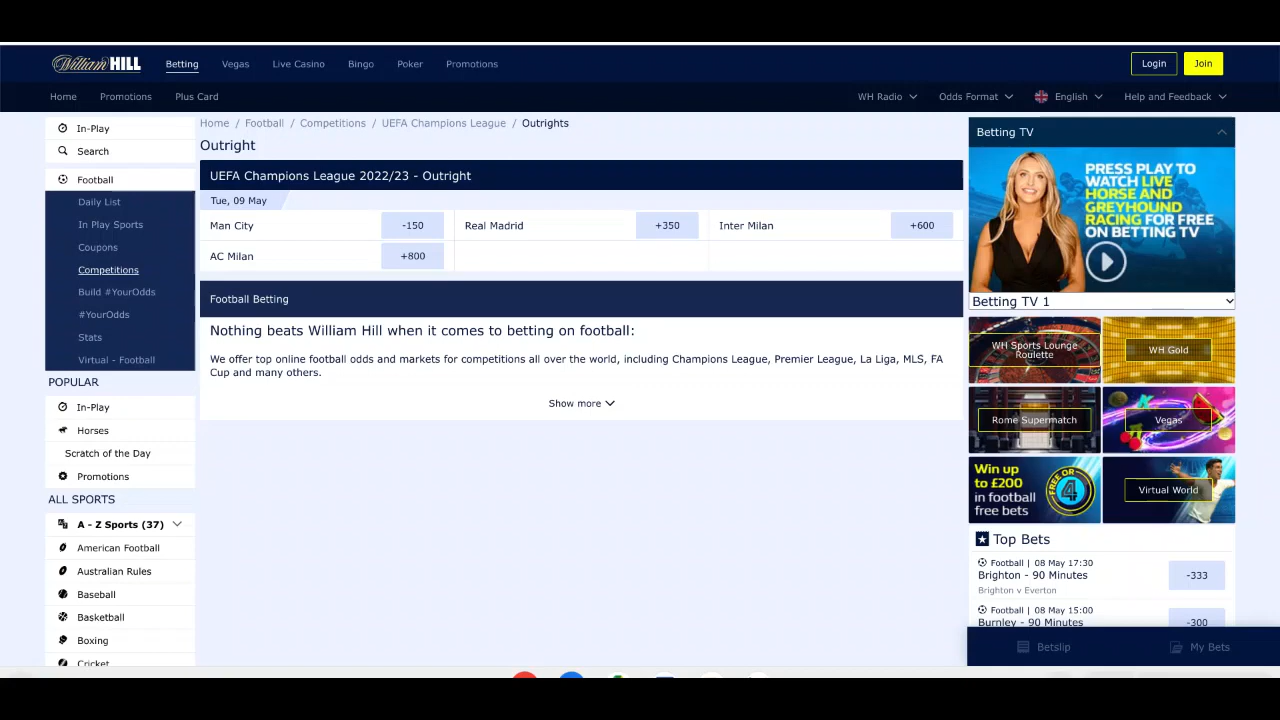 William HILL
Betting
Vegas
Live Casino
Bingo
Poker
Promotions
Login
Join
Home
Promotions
Plus Card
WH Radio
Odds Format
English
Help and Feedback
In-Play
Search
Football
Daily List
In Play Sports
Coupons
Competitions
Build #YourOdds
#YourOdds
Stats
Virtual - Football
POPULAR
In-Play
Horses
Scratch of the Day
Promotions
ALL SPORTS
A - Z Sports (37)
American Football
Australian Rules
Baseball
Basketball
Boxing
Cricket
Home / Football / Competitions / UEFA Champions League / Outrights
Outright
UEFA Champions League 2022/23 - Outright
Tue, 09 May
Man City -150
Real Madrid +350
Inter Milan +600
AC Milan +800
Football Betting
Nothing beats William Hill when it comes to betting on football:
We offer top online football odds and markets for competitions all over the world, including Champions League, Premier League, La Liga, MLS, FA
Cup and many others.
Show more
Betting TV
PRESS PLAY TO
WATCH LIVE
HORSE AND
GREYHOUND
RACING FOR FREE
ON BETTING TV
Betting TV 1
WH Sports Lounge
Roulette
WH Gold
Rome Supermatch
Vegas
Win up
to £200
in football
free bets
FREE OR
4
Virtual World
Top Bets
Football | 08 May 17:30
Brighton - 90 Minutes
-333
Brighton v Everton
Football | 08 May 15:00
Burnley - 90 Minutes
-300
Betslip
My Bets